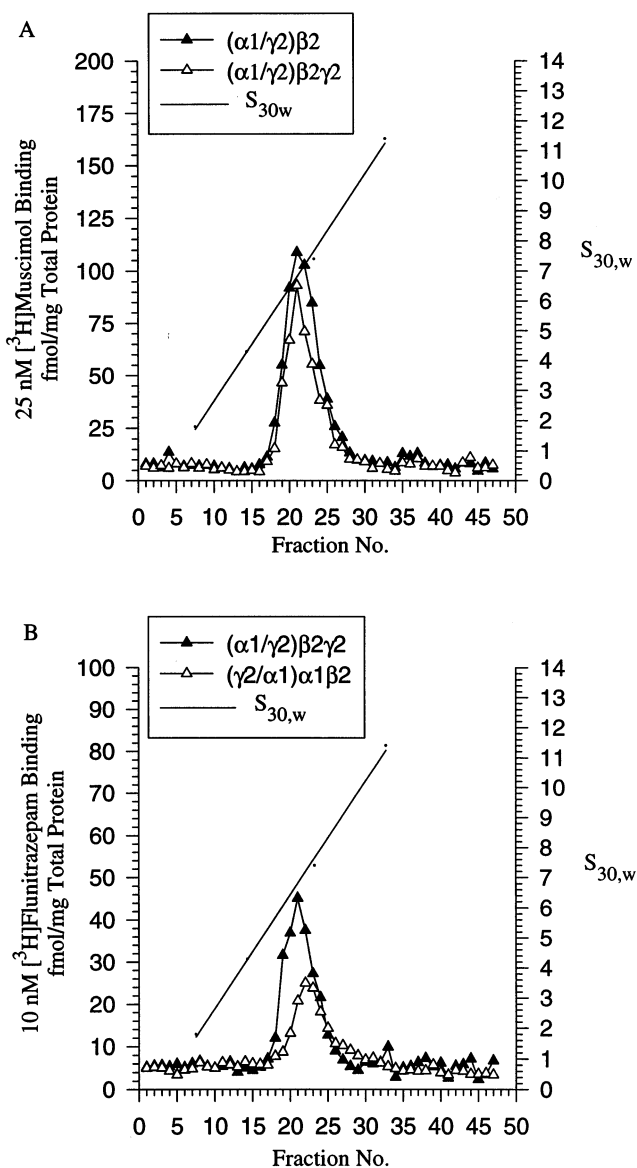 A
(α1/γ2)β2
(α1/γ2)β2γ2
S30w
200
175
150
125
100
75
50
25
0
14
13
12
11
10
9
8
7
6
5
4
3
2
1
0
25 nM [3H]Muscimol Binding
fmol/mg Total Protein
S30,w
0 5 10 15 20 25 30 35 40 45 50
Fraction No.
B
(α1/γ2)β2γ2
(γ2/α1)α1β2
S30,w
100
90
80
70
60
50
40
30
20
10
0
14
13
12
11
10
9
8
7
6
5
4
3
2
1
0
10 nM [3H]Flunitrazepam Binding
fmol/mg Total Protein
S30,w
0 5 10 15 20 25 30 35 40 45 50
Fraction No.